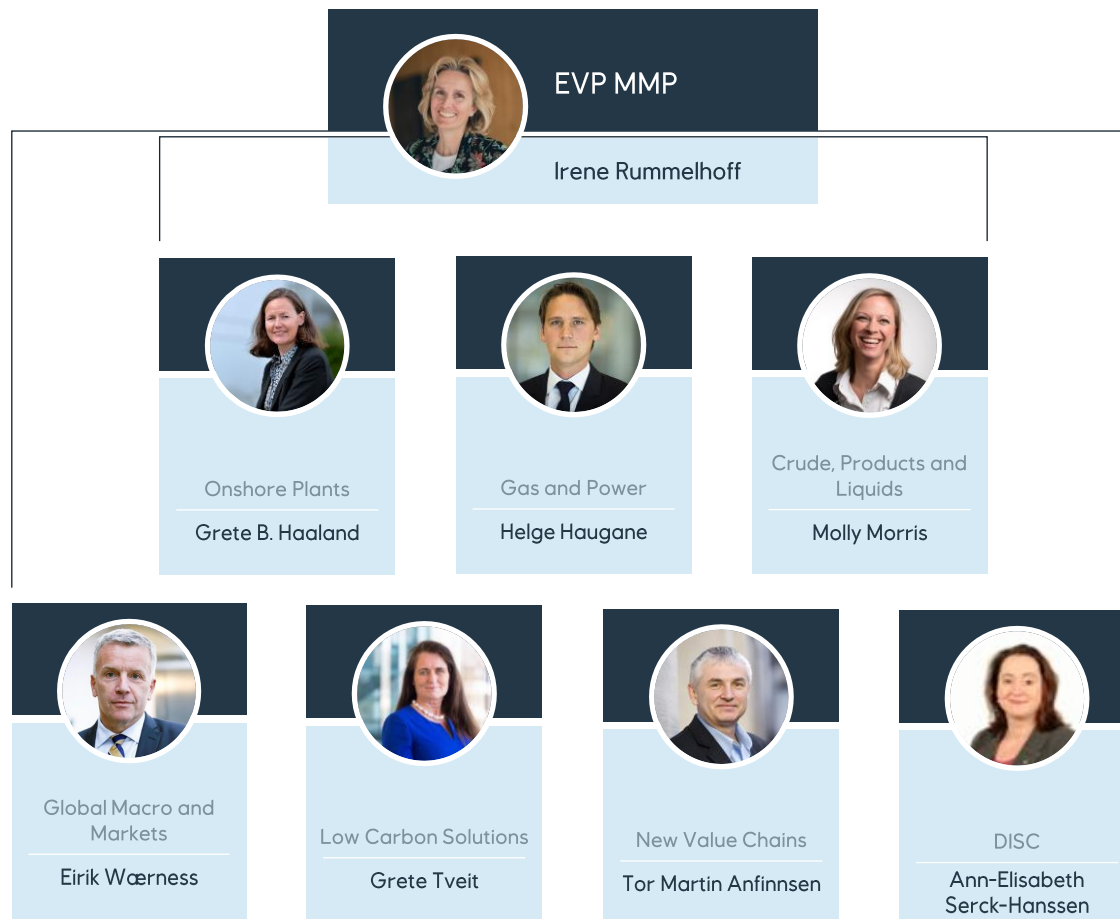 EVP MMP
Irene Rummelhoff
Onshore Plants
Grete B. Haaland
Gas and Power
Helge Haugane
Crude, Products and
Liquids
Molly Morris
Global Macro and
Markets
Eirik Wærness
Low Carbon Solutions
Grete Tveit
New Value Chains
Tor Martin Anfinnsen
DISC
Ann-Elisabeth
Serck-Hanssen